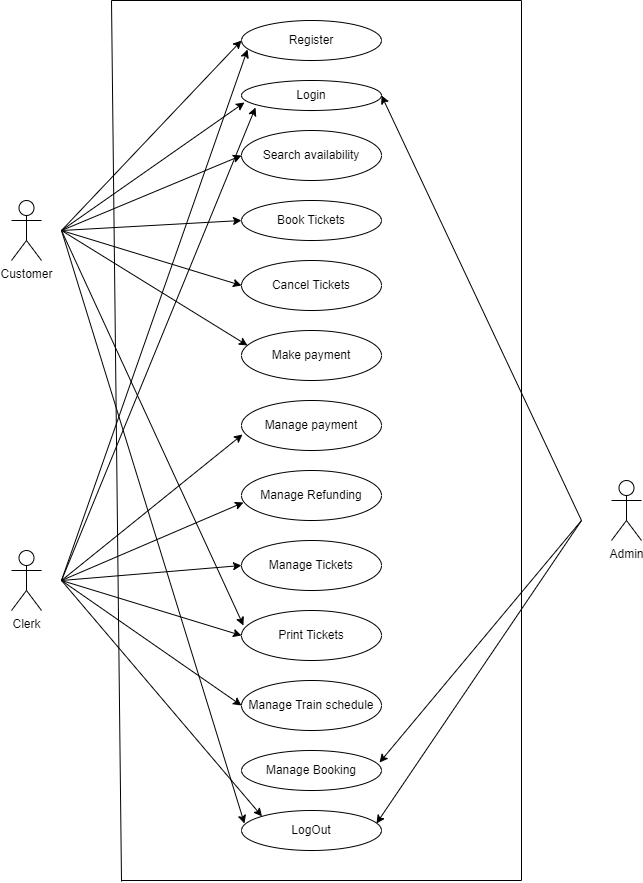 Register
Login
Search availability
Book Tickets
Customer
Cancel Tickets
Make payment
Manage payment
Manage Refunding
Admin
Manage Tickets
Clerk
Print Tickets
Manage Train schedule
Manage Booking
LogOut